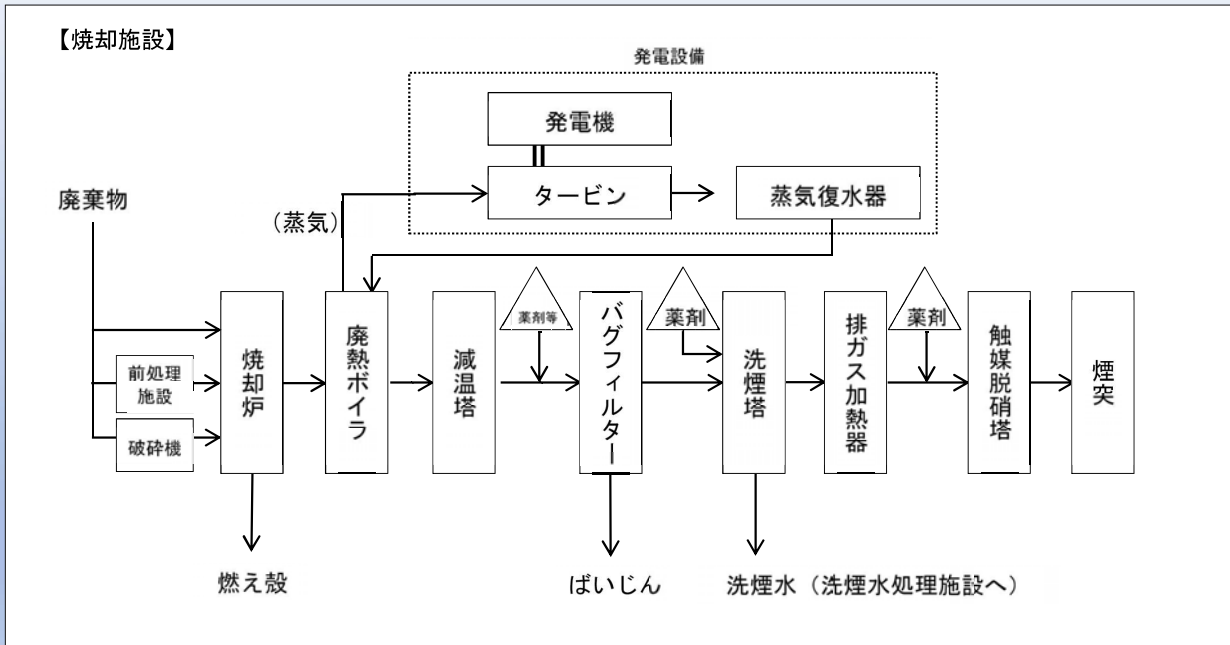 【焼却施設】
発電設備
発電機
タービン
蒸気復水器
廃棄物
(蒸気)
焼却炉
廃熱ボイラ
減温塔
薬剤等
バグフィルター
薬剤
洗煙塔
排ガス加熱器
薬剤
触媒脱硝塔
煙突
前処理
施設
破砕機
燃え殻
ばいじん
洗煙水（洗煙水処理施設へ）